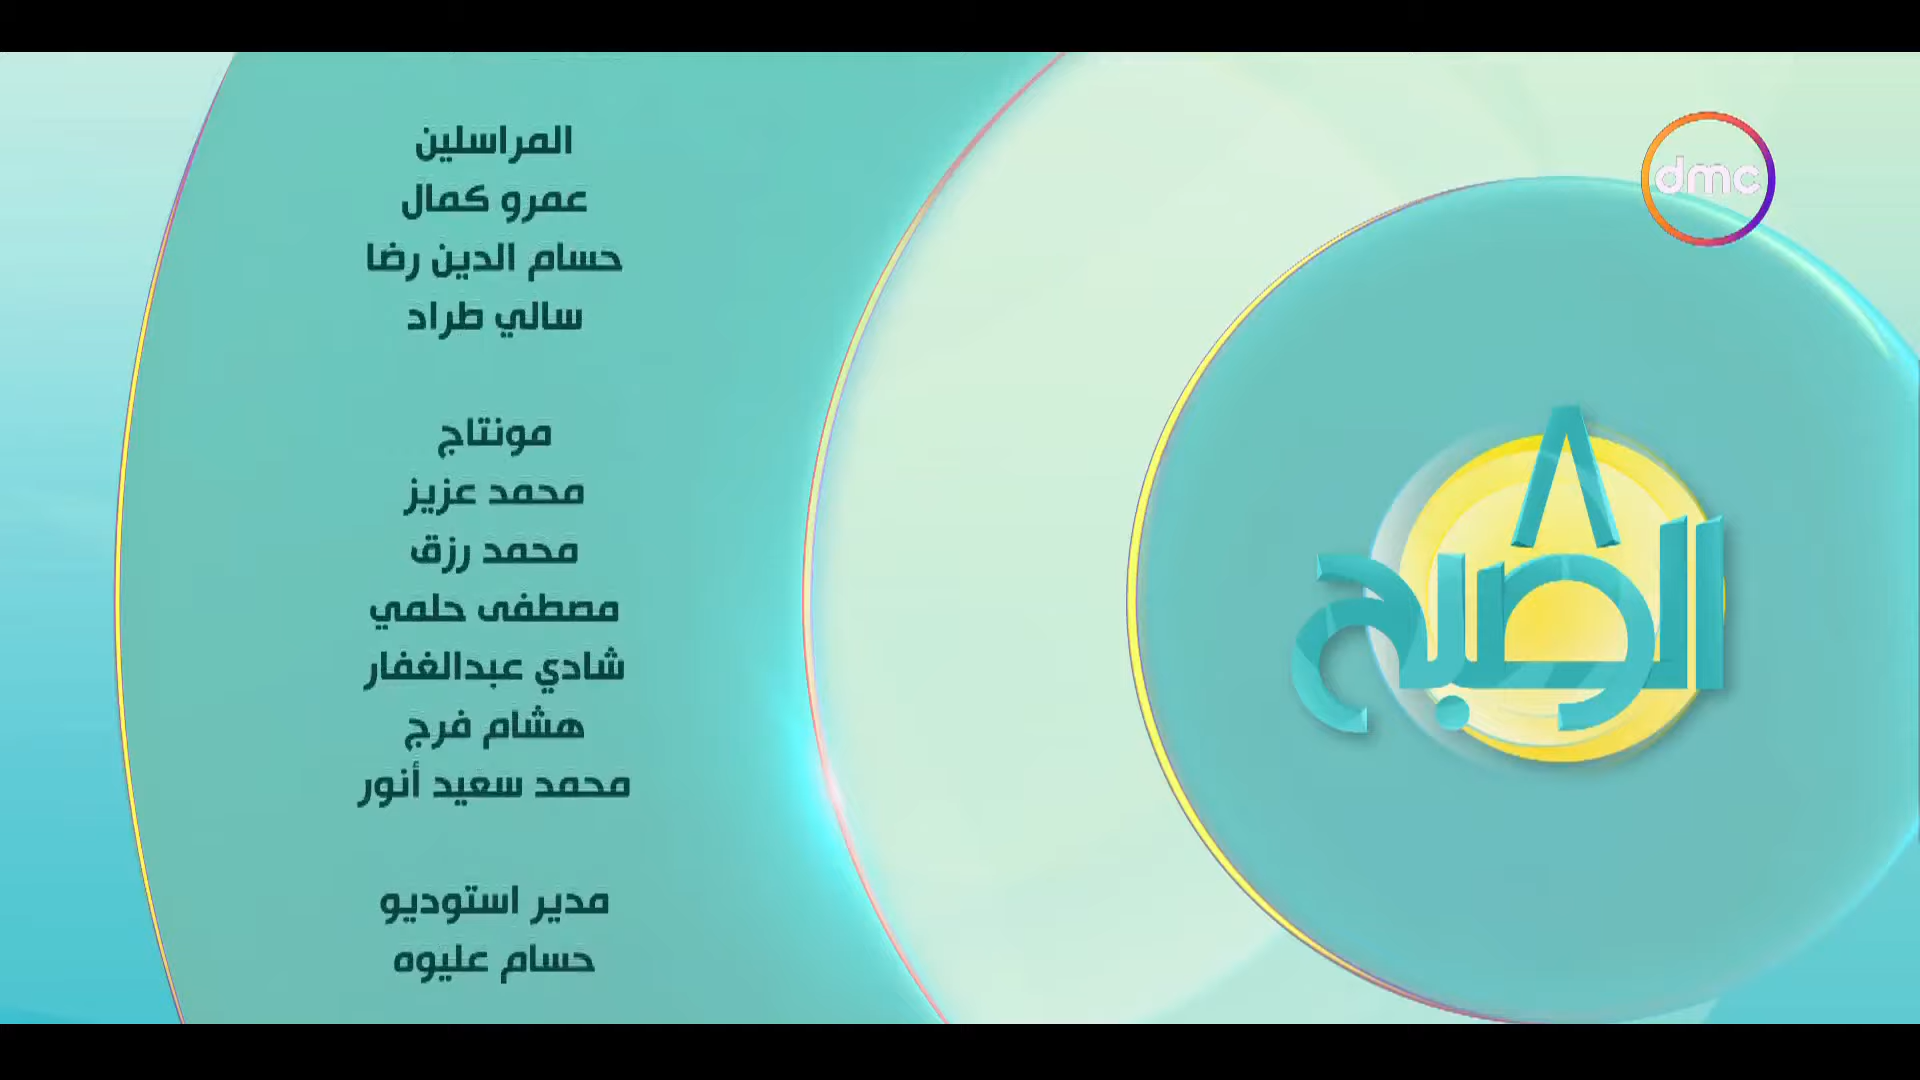 المراسلين
عمرو كمال
حسام الدين رضا
سالي طراد
مونتاج
محمد عزيز
محمد رزق
مصطفى حلمي
شادي عبدالغفار
هشام فرج
محمد سعيد أنور
مدير استوديو
حسام عليوه
dmc
٨
الصبح